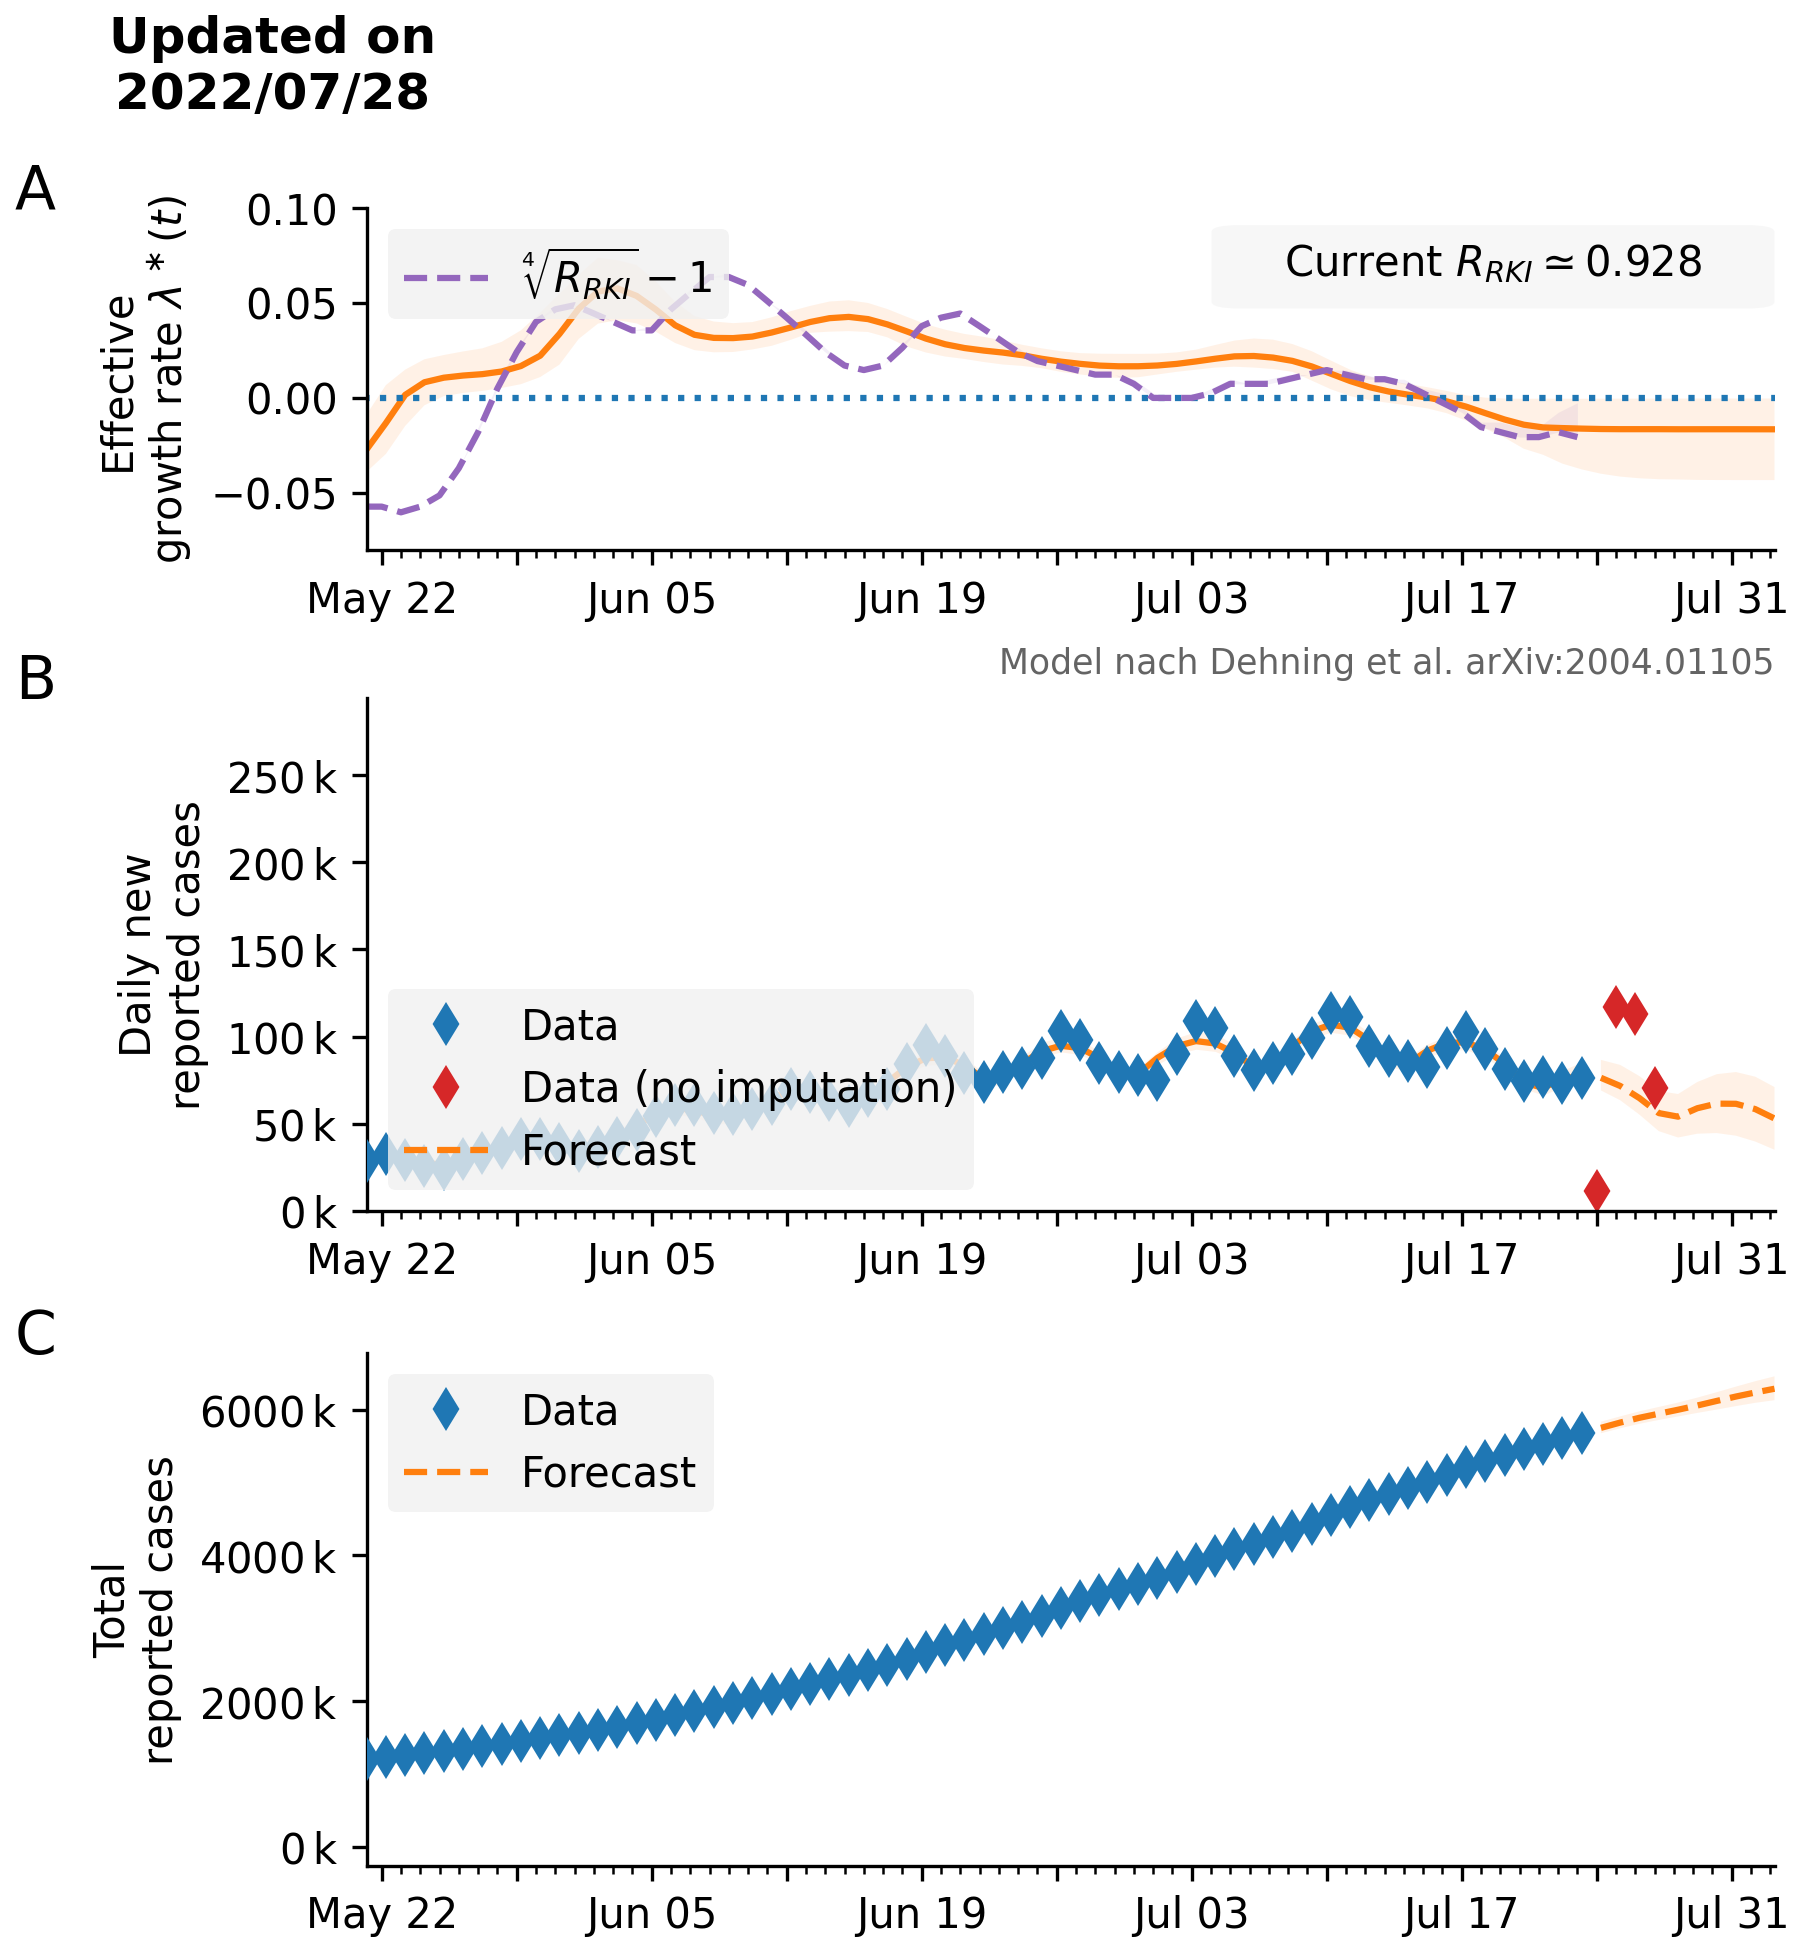 Updated on
2022/07/28
A
Effective
growth rate λ * (t)
0.10
0.05
0.00
−0.05
∜R_RKI − 1
Current R_RKI ≃ 0.928
May 22
Jun 05
Jun 19
Jul 03
Jul 17
Jul 31
Model nach Dehning et al. arXiv:2004.01105
B
Daily new
reported cases
250 k
200 k
150 k
100 k
50 k
0 k
Data
Data (no imputation)
Forecast
May 22
Jun 05
Jun 19
Jul 03
Jul 17
Jul 31
C
Total
reported cases
6000 k
4000 k
2000 k
0 k
Data
Forecast
May 22
Jun 05
Jun 19
Jul 03
Jul 17
Jul 31